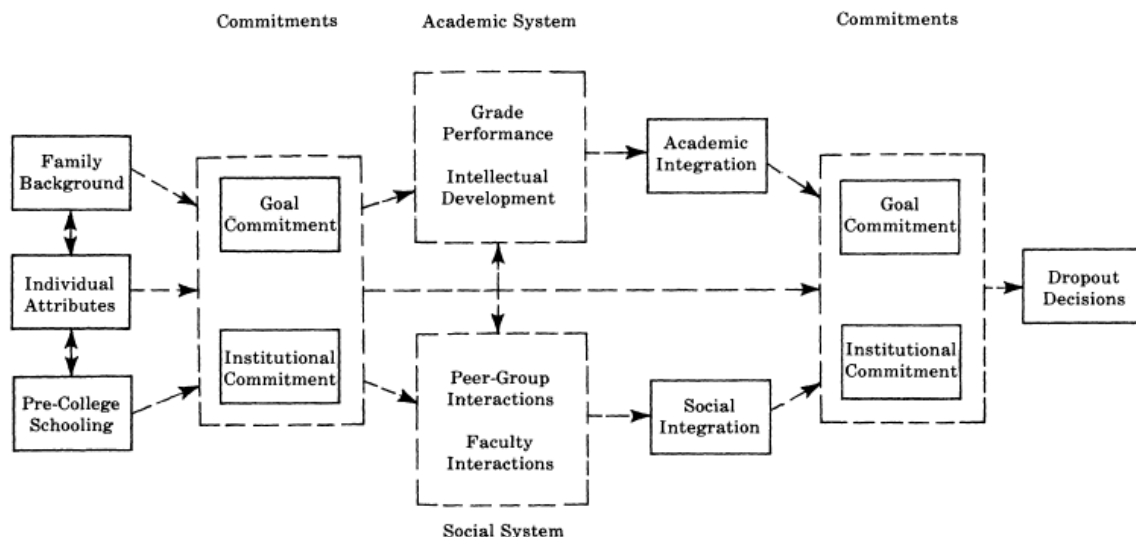 Commitments
Academic System
Commitments
Grade
Performance
Intellectual
Development
Family
Background
Individual
Attributes
Pre-College
Schooling
Goal
Commitment
Institutional
Commitment
Peer-Group
Interactions
Faculty
Interactions
Social System
Academic
Integration
Social
Integration
Goal
Commitment
Institutional
Commitment
Dropout
Decisions